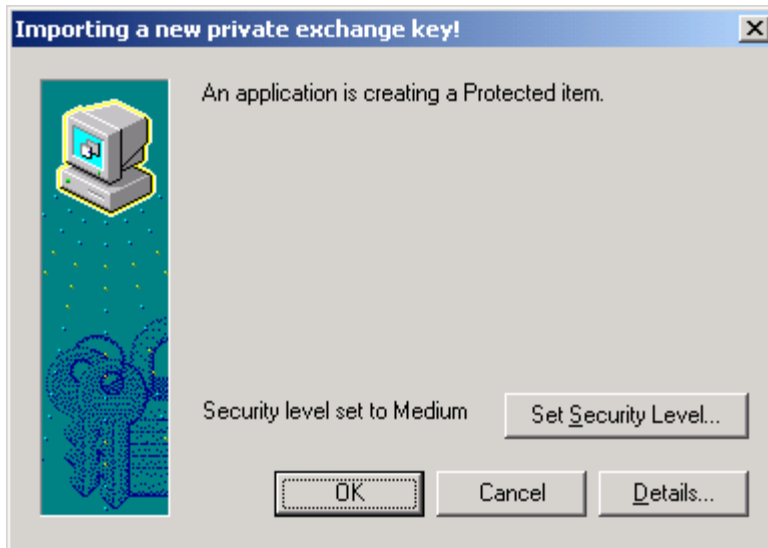 Importing a new private exchange key!
An application is creating a Protected item.
Security level set to Medium
Set Security Level...
OK
Cancel
Details...